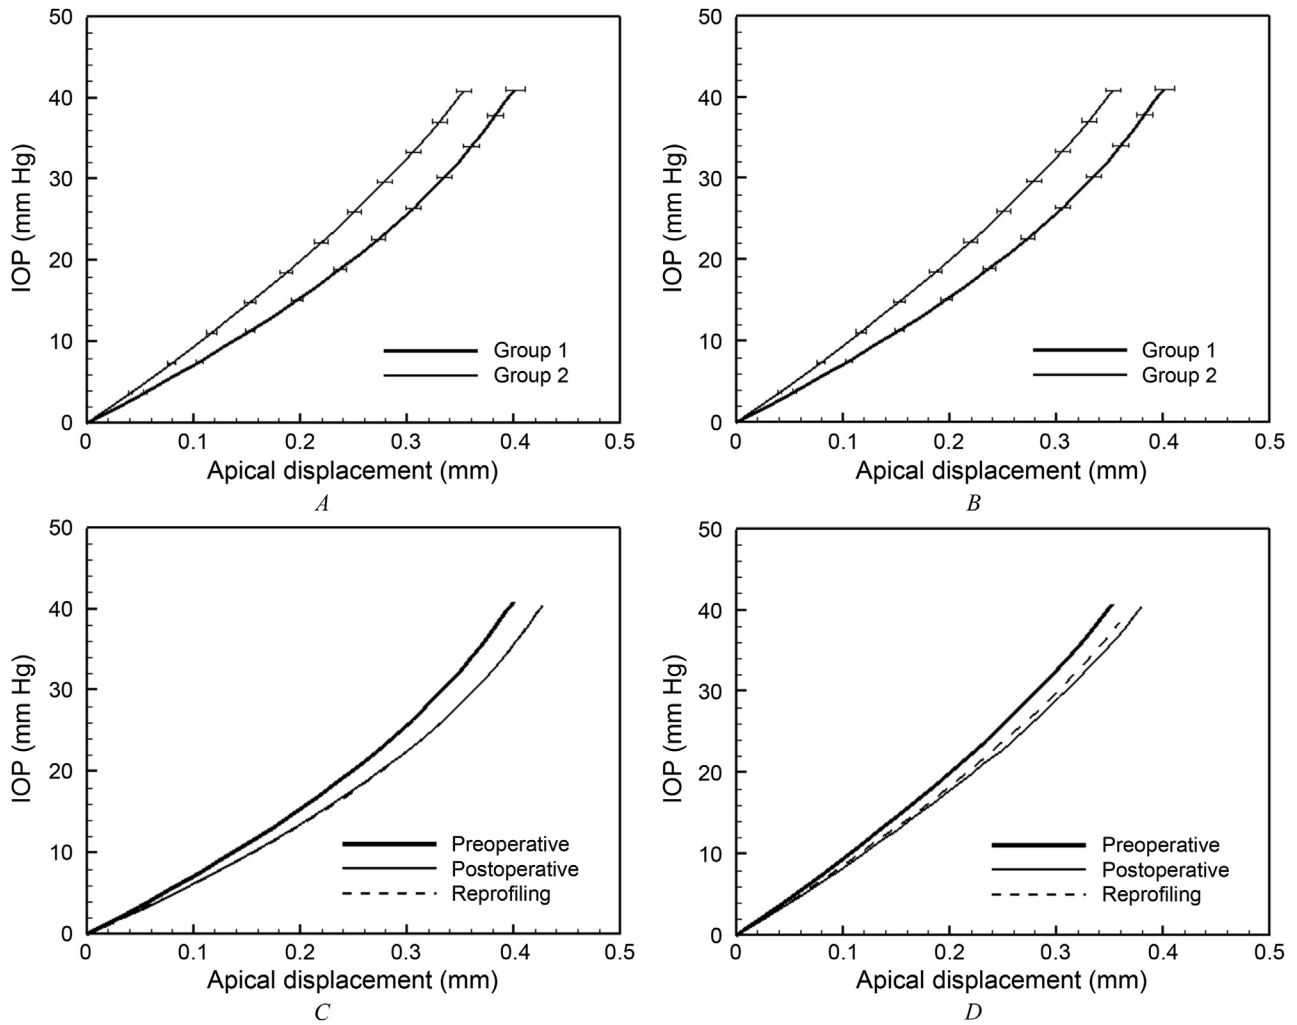 50
40
30
20
10
0
IOP (mm Hg)
Group 1
Group 2
0 0.1 0.2 0.3 0.4 0.5
Apical displacement (mm)
A
50
40
30
20
10
0
IOP (mm Hg)
Group 1
Group 2
0 0.1 0.2 0.3 0.4 0.5
Apical displacement (mm)
B
50
40
30
20
10
0
IOP (mm Hg)
Preoperative
Postoperative
Reprofiling
0 0.1 0.2 0.3 0.4 0.5
Apical displacement (mm)
C
50
40
30
20
10
0
IOP (mm Hg)
Preoperative
Postoperative
Reprofiling
0 0.1 0.2 0.3 0.4 0.5
Apical displacement (mm)
D